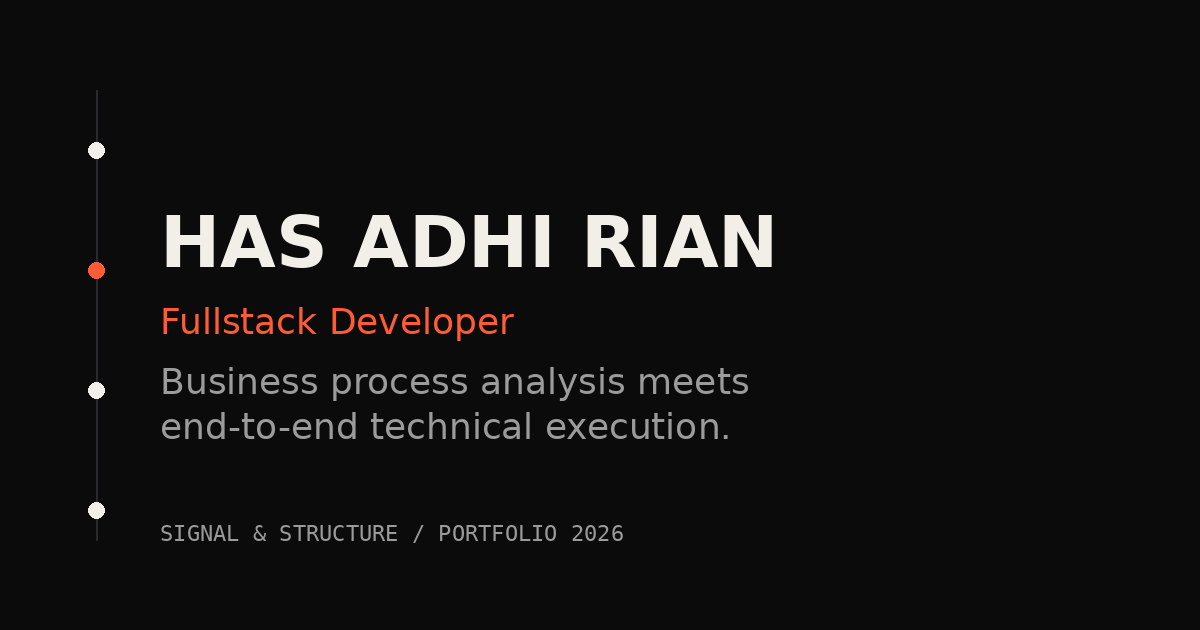 HAS ADHI RIAN
Fullstack Developer
Business process analysis meets
end-to-end technical execution.
SIGNAL & STRUCTURE / PORTFOLIO 2026